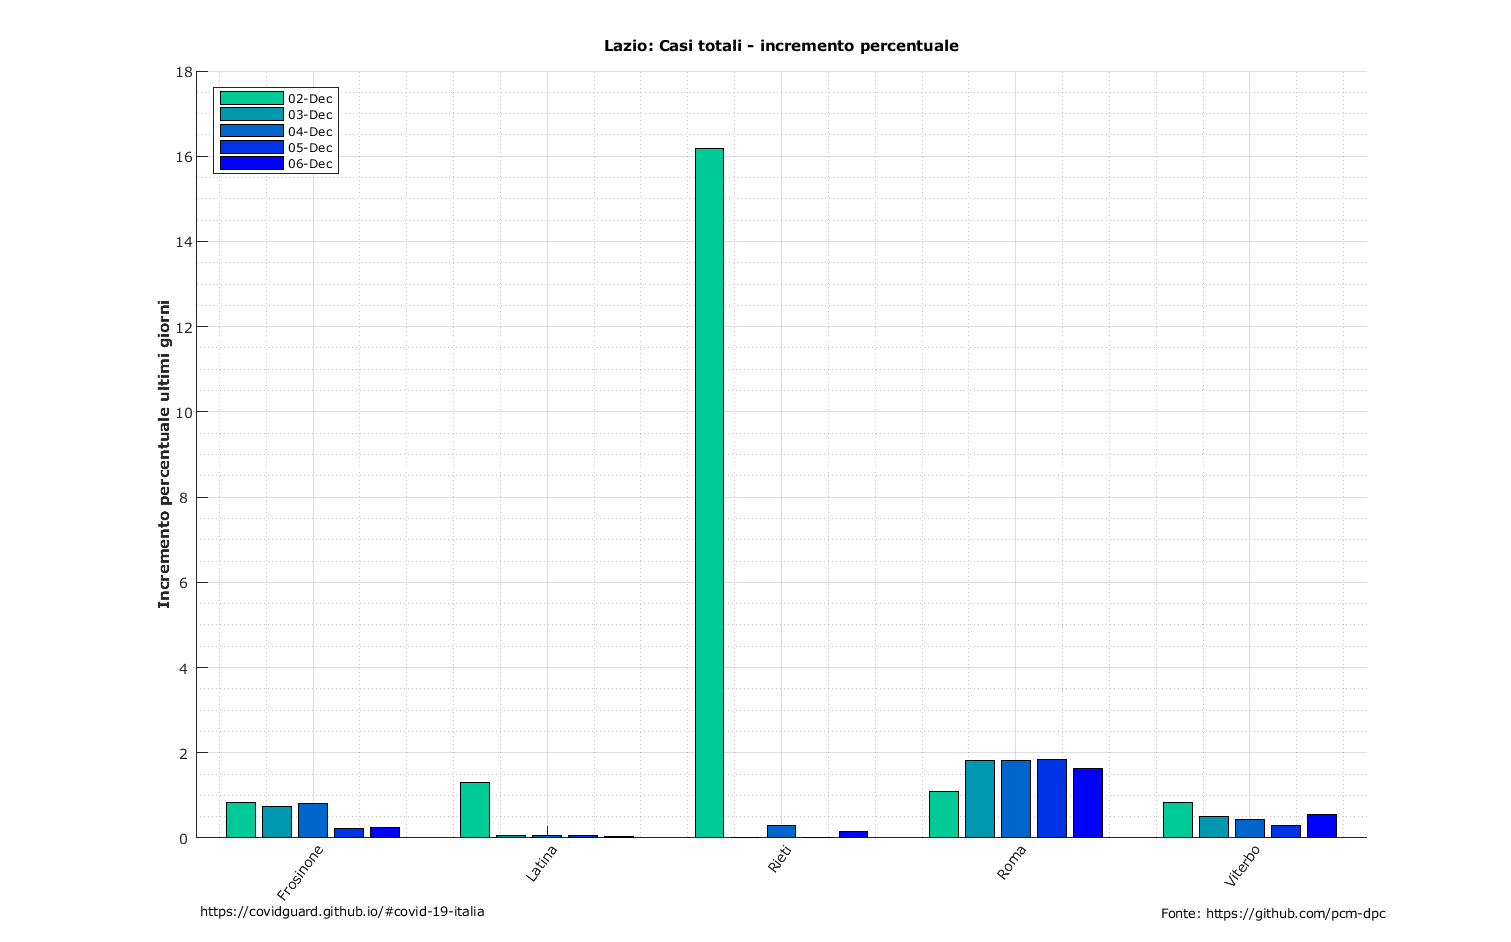 Lazio: Casi totali - incremento percentuale
18
16
14
12
10
8
6
4
2
0
Incremento percentuale ultimi giorni
02-Dec
03-Dec
04-Dec
05-Dec
06-Dec
Frosinone
Latina
Rieti
Roma
Viterbo
https://covidguard.github.io/#covid-19-italia
Fonte: https://github.com/pcm-dpc